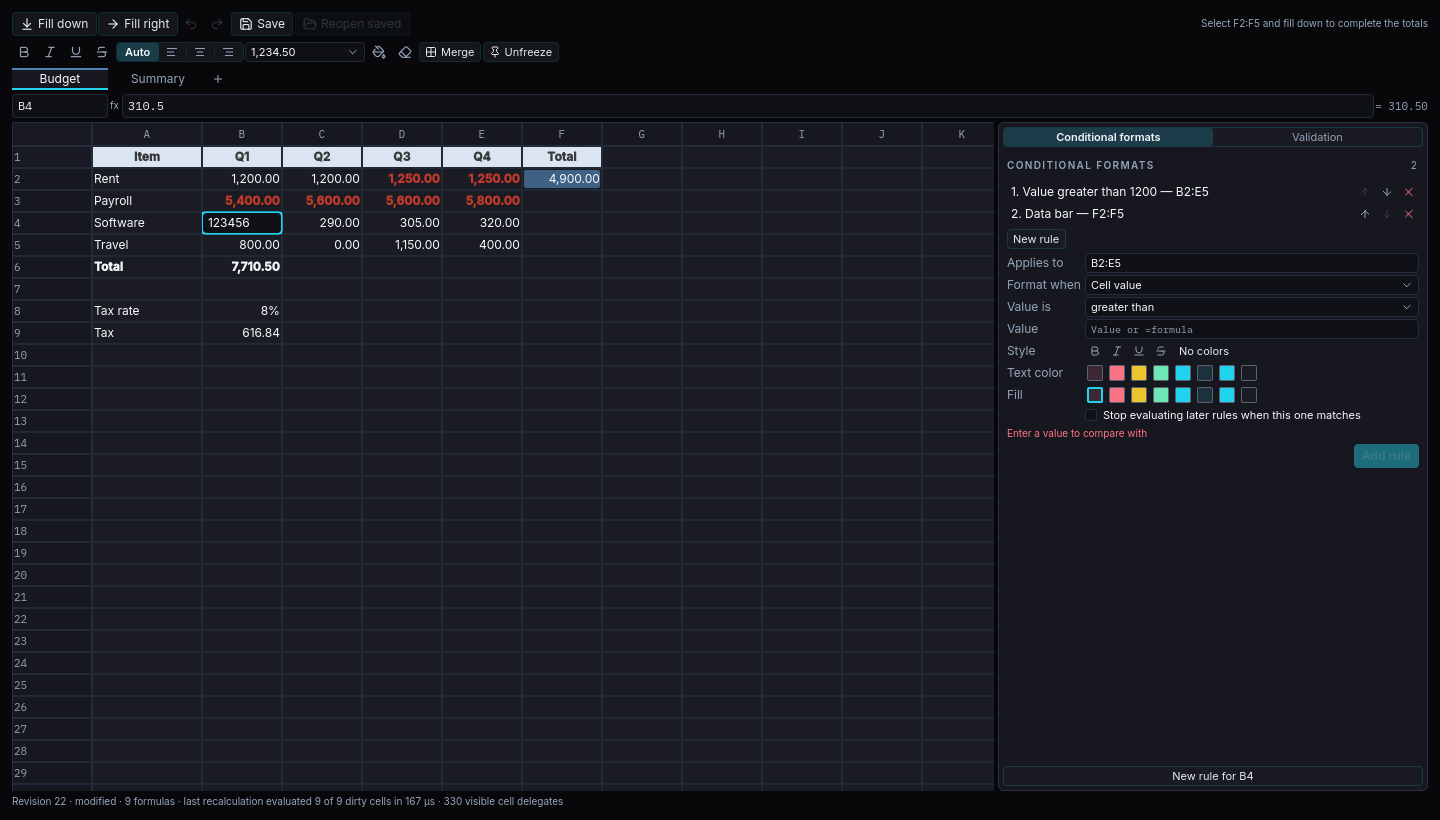 Fill down Fill right Save Reopen saved Select F2:F5 and fill down to complete the totals
B I U S Auto 1,234.50 Merge Unfreeze
Budget Summary +
B4 fx 310.5 = 310.50
A B C D E F G H I J K
1 Item Q1 Q2 Q3 Q4 Total
2 Rent 1,200.00 1,200.00 1,250.00 1,250.00 4,900.00
3 Payroll 5,400.00 5,600.00 5,600.00 5,800.00
4 Software 123456 290.00 305.00 320.00
5 Travel 800.00 0.00 1,150.00 400.00
6 Total 7,710.50
7
8 Tax rate 8%
9 Tax 616.84
10
11
12
13
14
15
16
17
18
19
20
21
22
23
24
25
26
27
28
29
Conditional formats Validation
CONDITIONAL FORMATS 2
1. Value greater than 1200 — B2:E5
2. Data bar — F2:F5
New rule
Applies to B2:E5
Format when Cell value
Value is greater than
Value Value or =formula
Style B I U S No colors
Text color
Fill
Stop evaluating later rules when this one matches
Enter a value to compare with
Add rule
New rule for B4
Revision 22 · modified · 9 formulas · last recalculation evaluated 9 of 9 dirty cells in 167 µs · 330 visible cell delegates